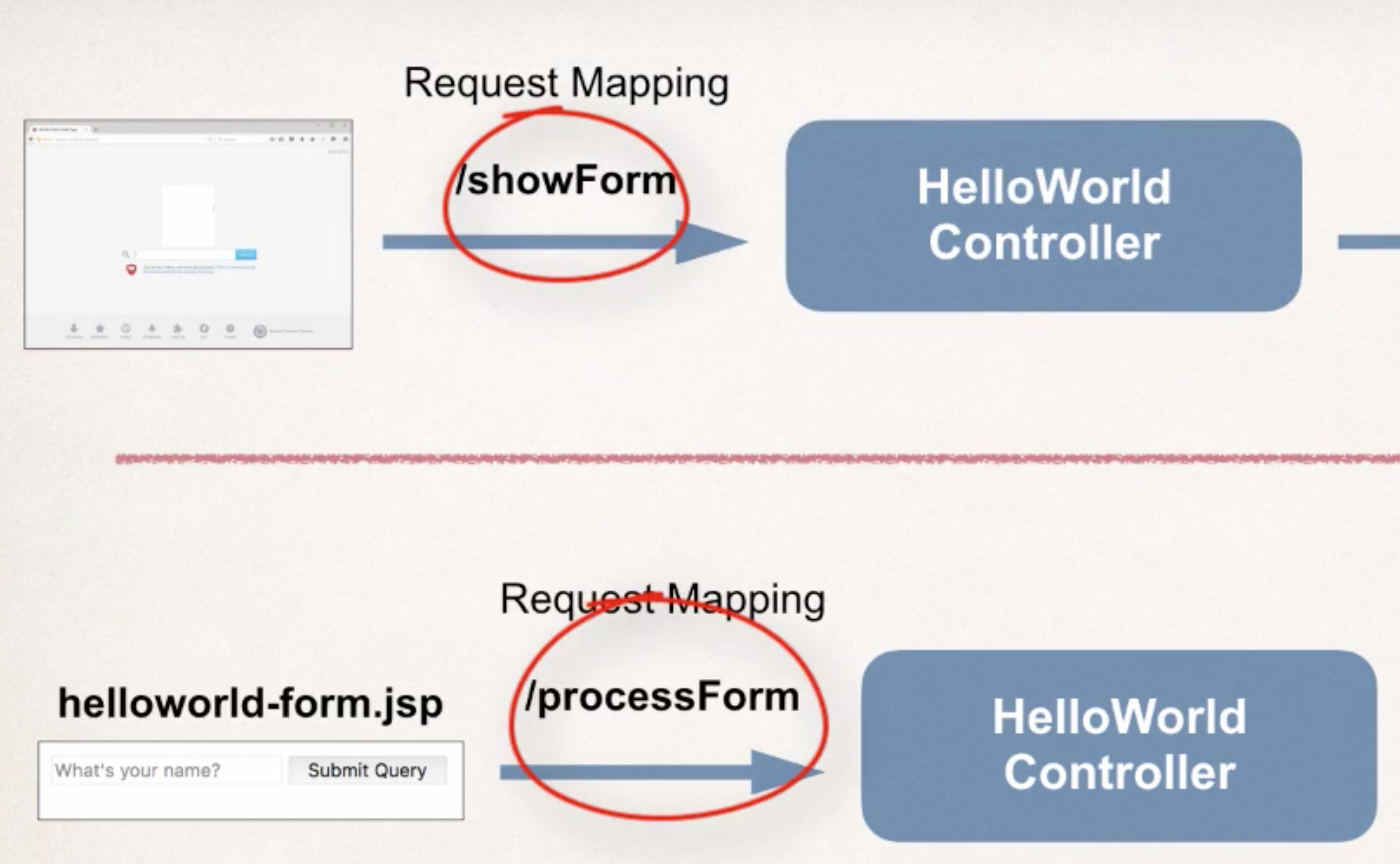 Request Mapping
/showForm
HelloWorld
Controller
Request Mapping
/processForm
helloworld-form.jsp
What's your name?
Submit Query
HelloWorld
Controller